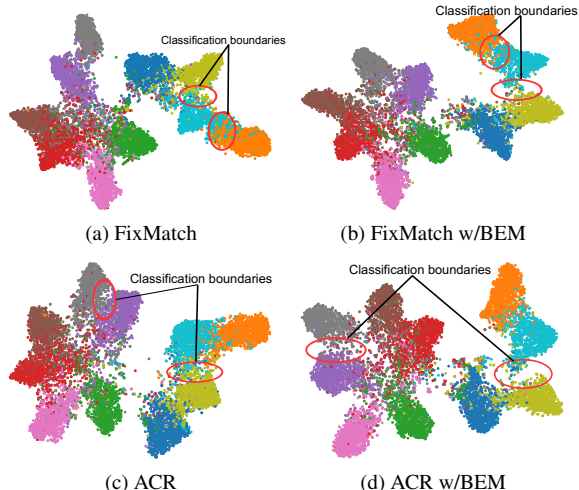 Classification boundaries
Classification boundaries
(a) FixMatch
(b) FixMatch w/BEM
Classification boundaries
Classification boundaries
(c) ACR
(d) ACR w/BEM